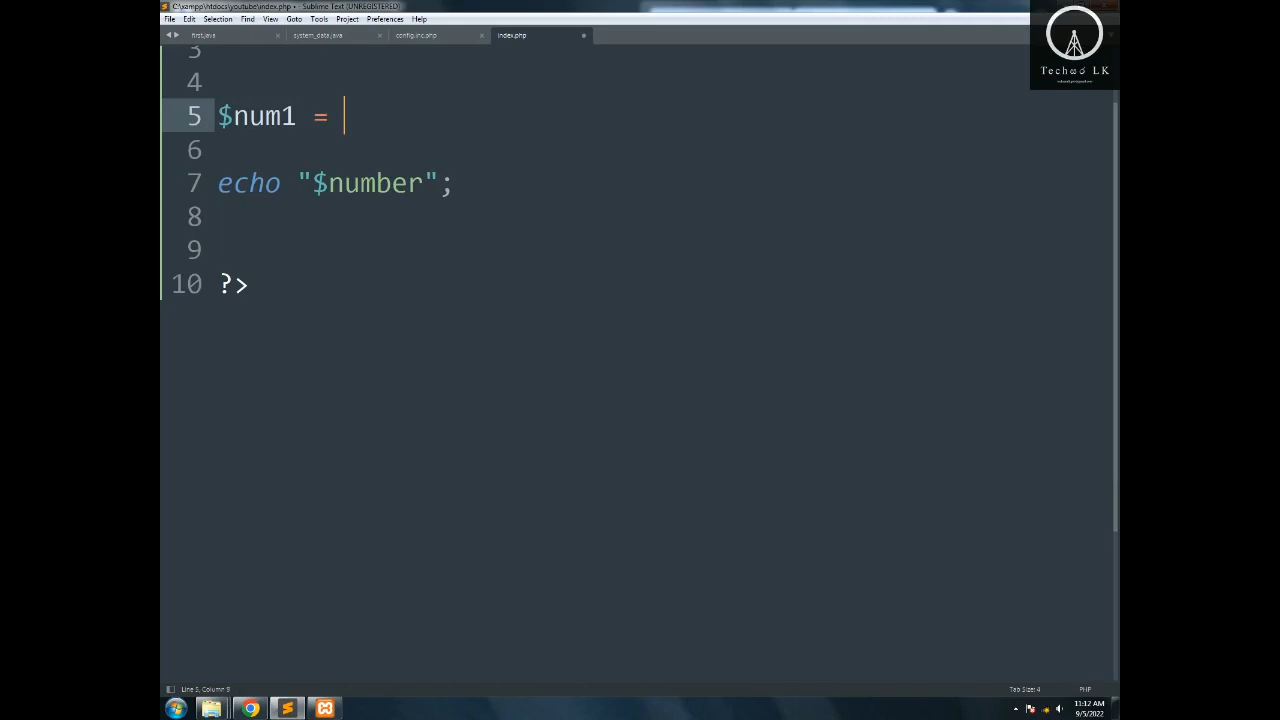 C:\xampp\htdocs\youtube\index.php • - Sublime Text (UNREGISTERED)
File Edit Selection Find View Goto Tools Project Preferences Help
first.java × system_data.java × config.inc.php × index.php
3
4
5 $num1 =
6
7 echo "$number";
8
9
10 ?>
LK
Line 5, Column 9
Tab Size: 4 PHP
11:12 AM
9/5/2022